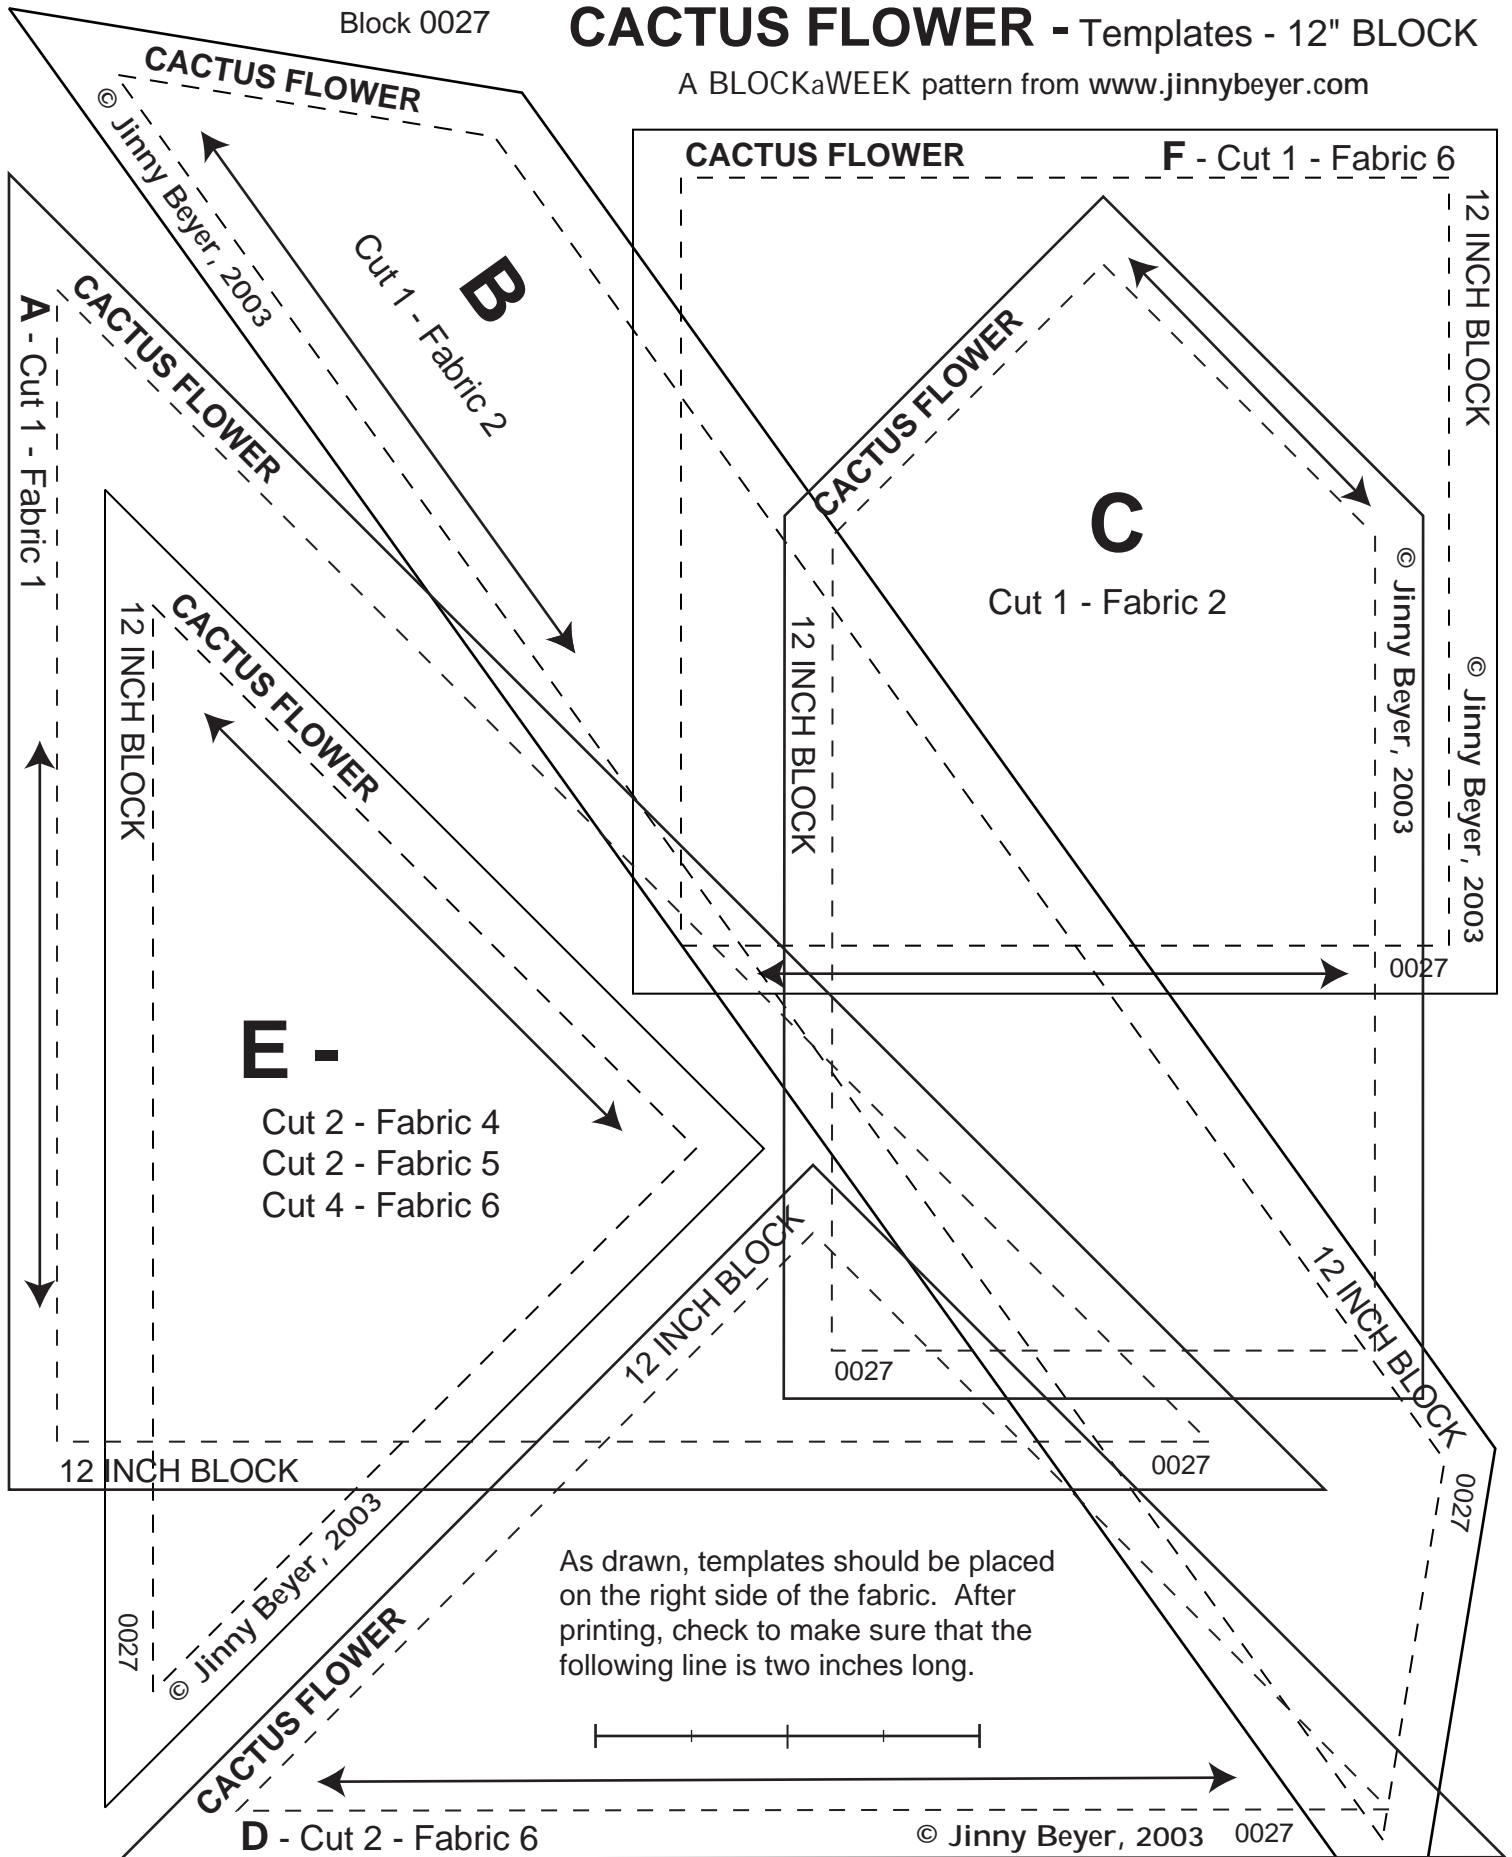 Block 0027
CACTUS FLOWER - Templates - 12" BLOCK
A BLOCKaWEEK pattern from www.jinnybeyer.com
CACTUS FLOWER
© Jinny Beyer, 2003
B
Cut 1 - Fabric 2
12 INCH BLOCK
0027
CACTUS FLOWER
F - Cut 1 - Fabric 6
12 INCH BLOCK
© Jinny Beyer, 2003
0027
CACTUS FLOWER
C
Cut 1 - Fabric 2
12 INCH BLOCK
© Jinny Beyer, 2003
0027
A - Cut 1 - Fabric 1
CACTUS FLOWER
12 INCH BLOCK
0027
CACTUS FLOWER
12 INCH BLOCK
E -
Cut 2 - Fabric 4
Cut 2 - Fabric 5
Cut 4 - Fabric 6
© Jinny Beyer, 2003
0027
12 INCH BLOCK
CACTUS FLOWER
As drawn, templates should be placed
on the right side of the fabric. After
printing, check to make sure that the
following line is two inches long.
D - Cut 2 - Fabric 6
© Jinny Beyer, 2003
0027